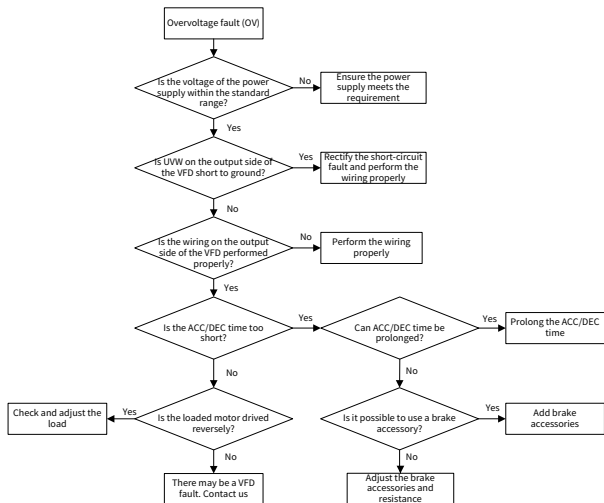 Overvoltage fault (OV)
Is the voltage of the power
supply within the standard
range?
No
Ensure the power
supply meets the
requirement
Yes
Is UVW on the output side of
the VFD short to ground?
Yes
Rectify the short-circuit
fault and perform the
wiring properly
No
Is the wiring on the output
side of the VFD performed
properly?
No
Perform the wiring
properly
Yes
Is the ACC/DEC time too
short?
Yes
Can ACC/DEC time be
prolonged?
Yes
Prolong the ACC/DEC
time
No
No
Check and adjust the
load
Yes
Is the loaded motor drived
reversely?
Is it possible to use a brake
accessory?
Yes
Add brake
accessories
No
No
There may be a VFD
fault. Contact us
Adjust the brake
accessories and
resistance